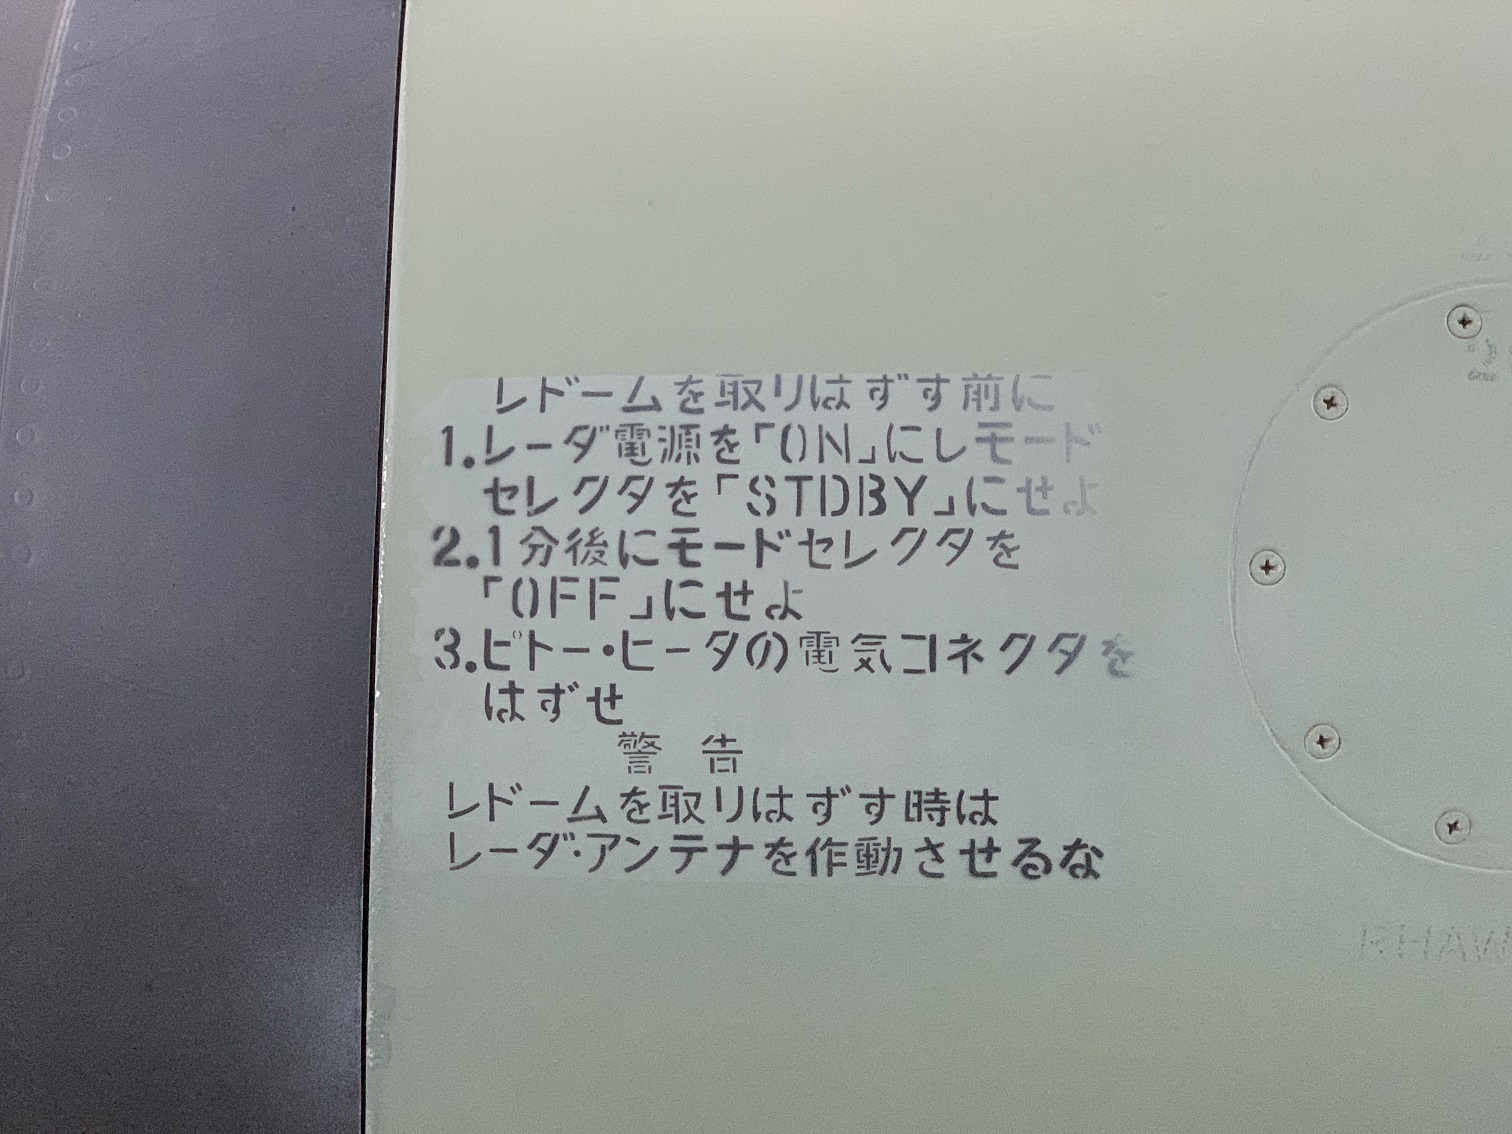 レドームを取りはずす前に
1.レーダ電源を「ON」にしモード
セレクタを「STDBY」にせよ
2.1分後にモードセレクタを
「OFF」にせよ
3.ピトー・ヒータの電気コネクタを
はずせ
警 告
レドームを取りはずす時は
レーダ・アンテナを作動させるな
RHAW